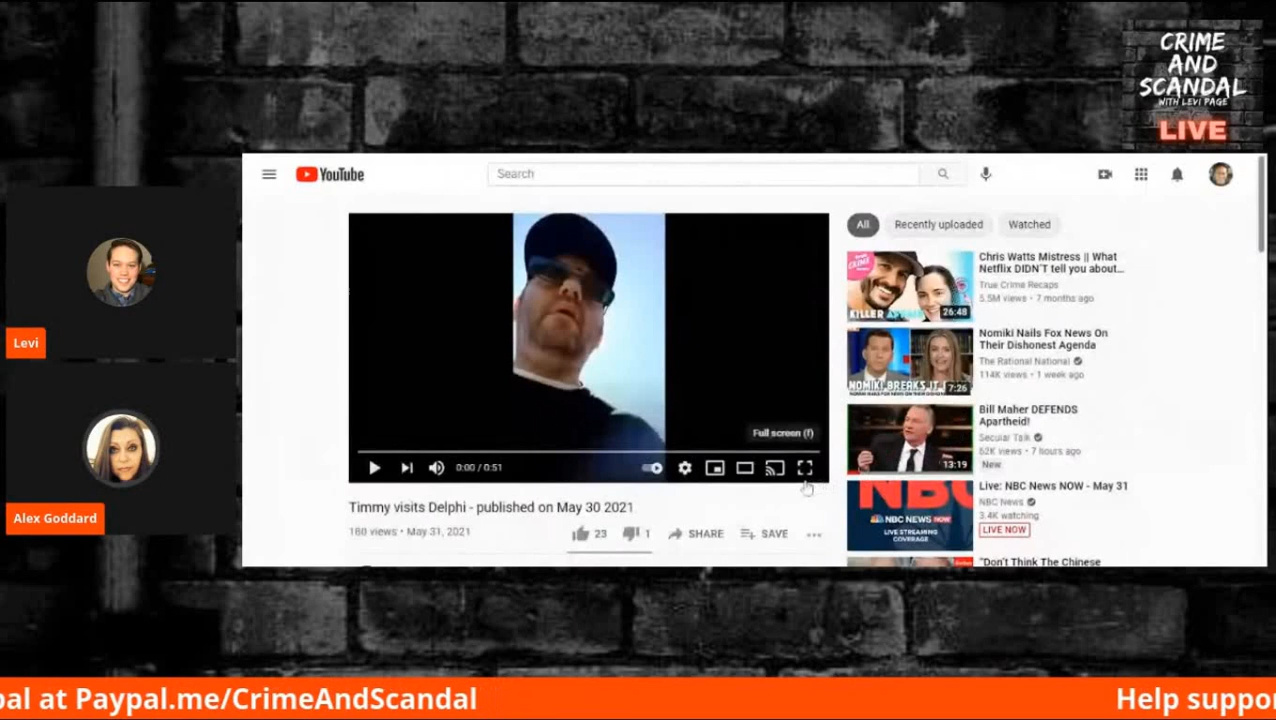 CRIME
AND
SCANDAL
WITH LEVI PAGE
LIVE
YouTube
Search
All
Recently uploaded
Watched
Chris Watts Mistress || What
Netflix DIDN'T tell you about...
True Crime Recaps
5.5M views • 7 months ago
CRIME
KILLER AFFAIR
26:48
Nomiki Nails Fox News On
Their Dishonest Agenda
The Rational National
114K views • 1 week ago
NOMIKI BREAKS IT
7:26
Bill Maher DEFENDS
Apartheid!
Secular Talk
52K views • 7 hours ago
New
13:19
Live: NBC News NOW - May 31
NBC News
3.4K watching
LIVE NOW
NBC
NBC NEWS NOW
LIVE STREAMING
COVERAGE
"Don't Think The Chinese
Levi
Alex Goddard
Full screen (f)
0:00 / 0:51
Timmy visits Delphi - published on May 30 2021
160 views • May 31, 2021
23
1
SHARE
SAVE
pal at Paypal.me/CrimeAndScandal
Help suppor